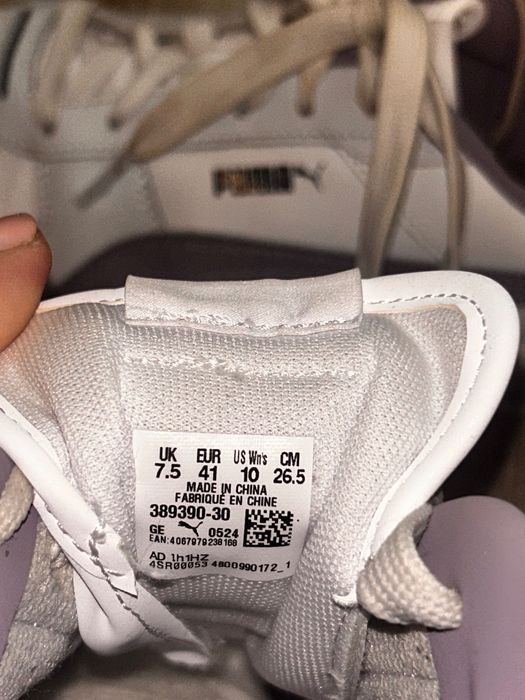 PUMA
UK EUR US Wn's CM
7.5 41 10 26.5
MADE IN CHINA
FABRIQUÉ EN CHINE
389390-30
GE 0524
EAN:4067979238168
AD 1h1HZ
4SR00053 4800990172_1